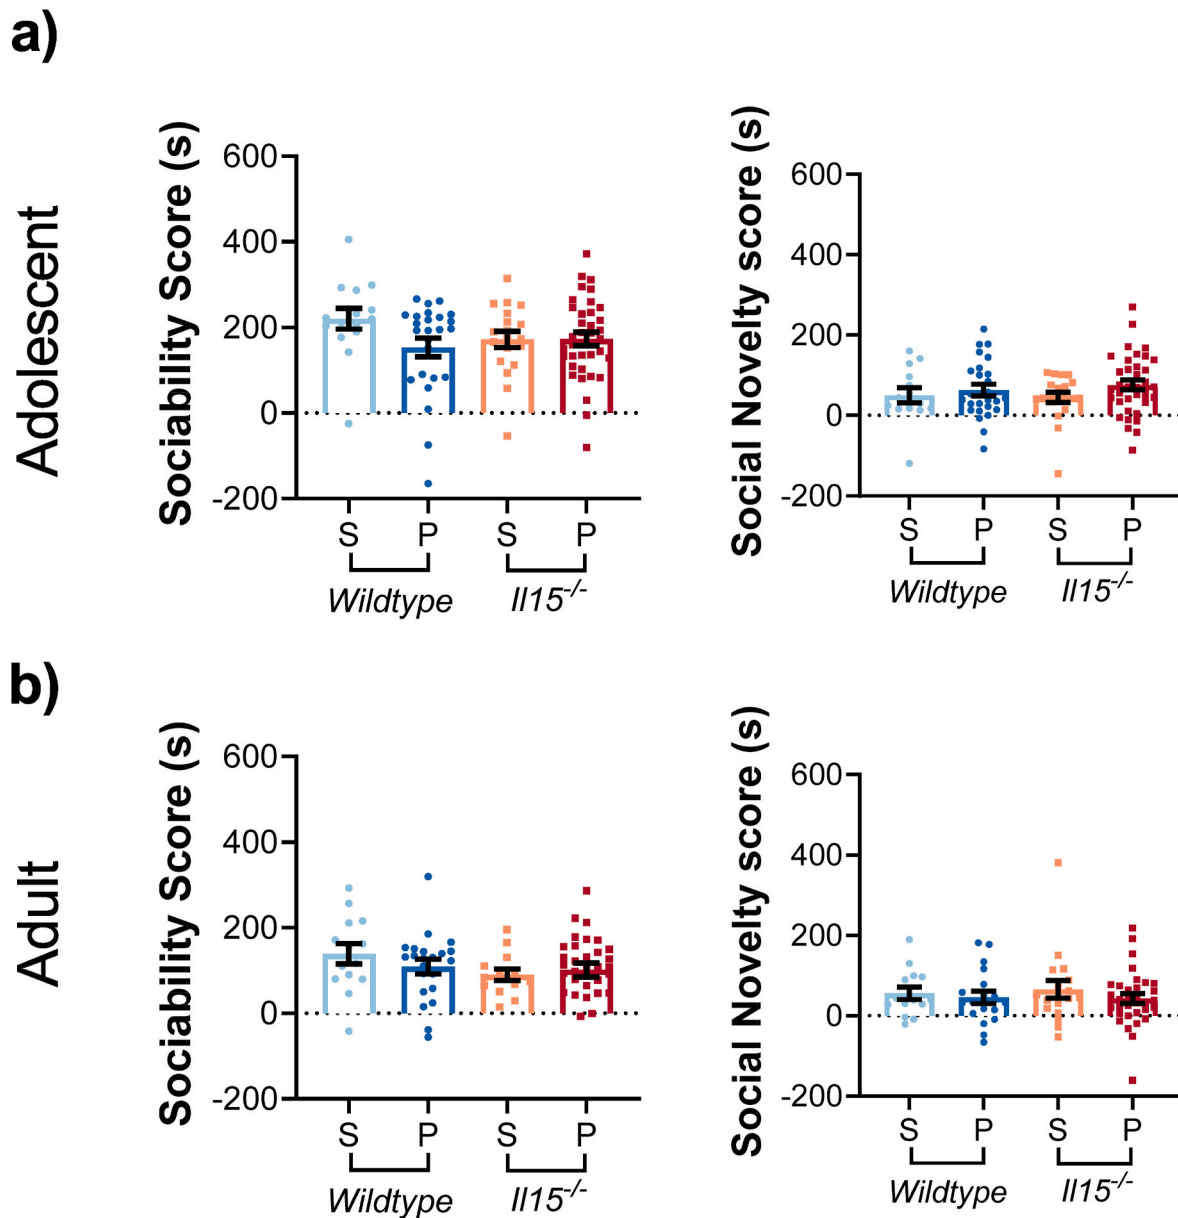 a)
Adolescent
Sociability Score (s)
600
400
200
0
-200
S P S P
Wildtype Il15-/-
Social Novelty score (s)
600
400
200
0
-200
S P S P
Wildtype Il15-/-
b)
Adult
Sociability Score (s)
600
400
200
0
-200
S P S P
Wildtype Il15-/-
Social Novelty score (s)
600
400
200
0
-200
S P S P
Wildtype Il15-/-